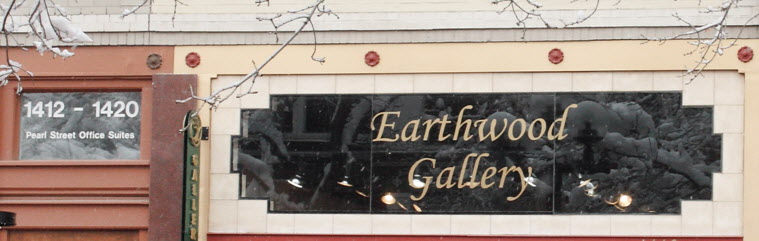 1412 - 1420
Pearl Street Office Suites
Earthwood
Gallery